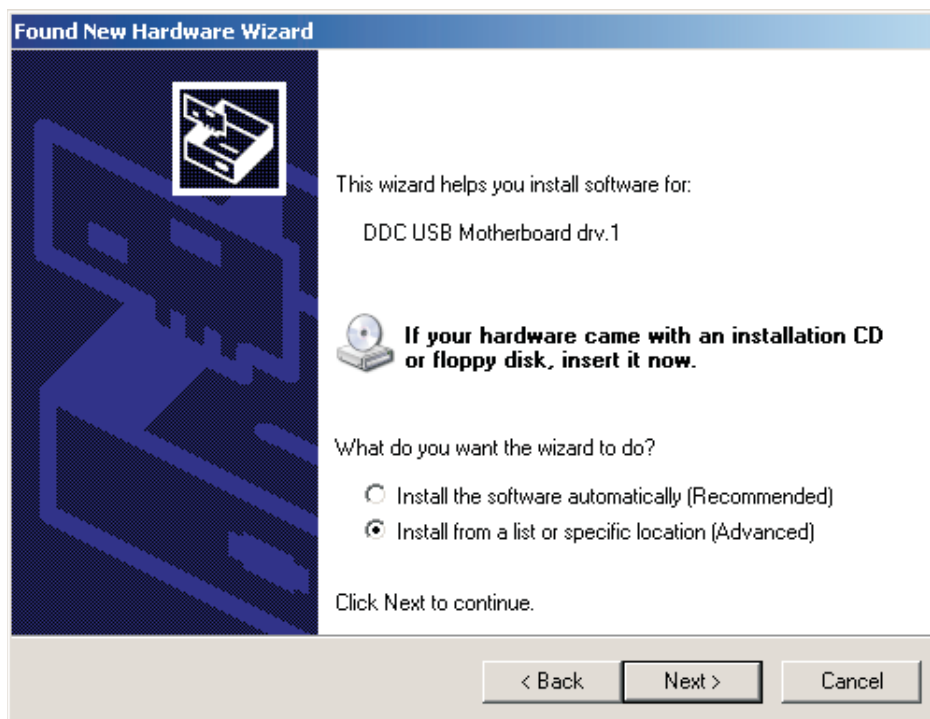 Found New Hardware Wizard
This wizard helps you install software for:
DDC USB Motherboard drv.1
If your hardware came with an installation CD
or floppy disk, insert it now.
What do you want the wizard to do?
Install the software automatically (Recommended)
Install from a list or specific location (Advanced)
Click Next to continue.
< Back
Next >
Cancel